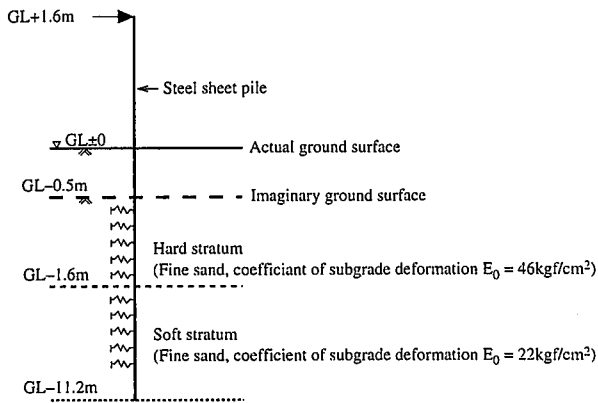 GL+1.6m
Steel sheet pile
GL±0
Actual ground surface
GL−0.5m
Imaginary ground surface
Hard stratum
(Fine sand, coefficiant of subgrade deformation E₀ = 46kgf/cm²)
GL−1.6m
Soft stratum
(Fine sand, coefficient of subgrade deformation E₀ = 22kgf/cm²)
GL−11.2m